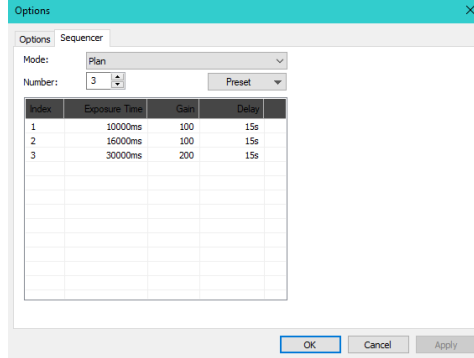 Options
Options Sequencer
Mode: Plan
Number: 3 Preset
Index Exposure Time Gain Delay
1 10000ms 100 15s
2 16000ms 100 15s
3 30000ms 200 15s
OK Cancel Apply